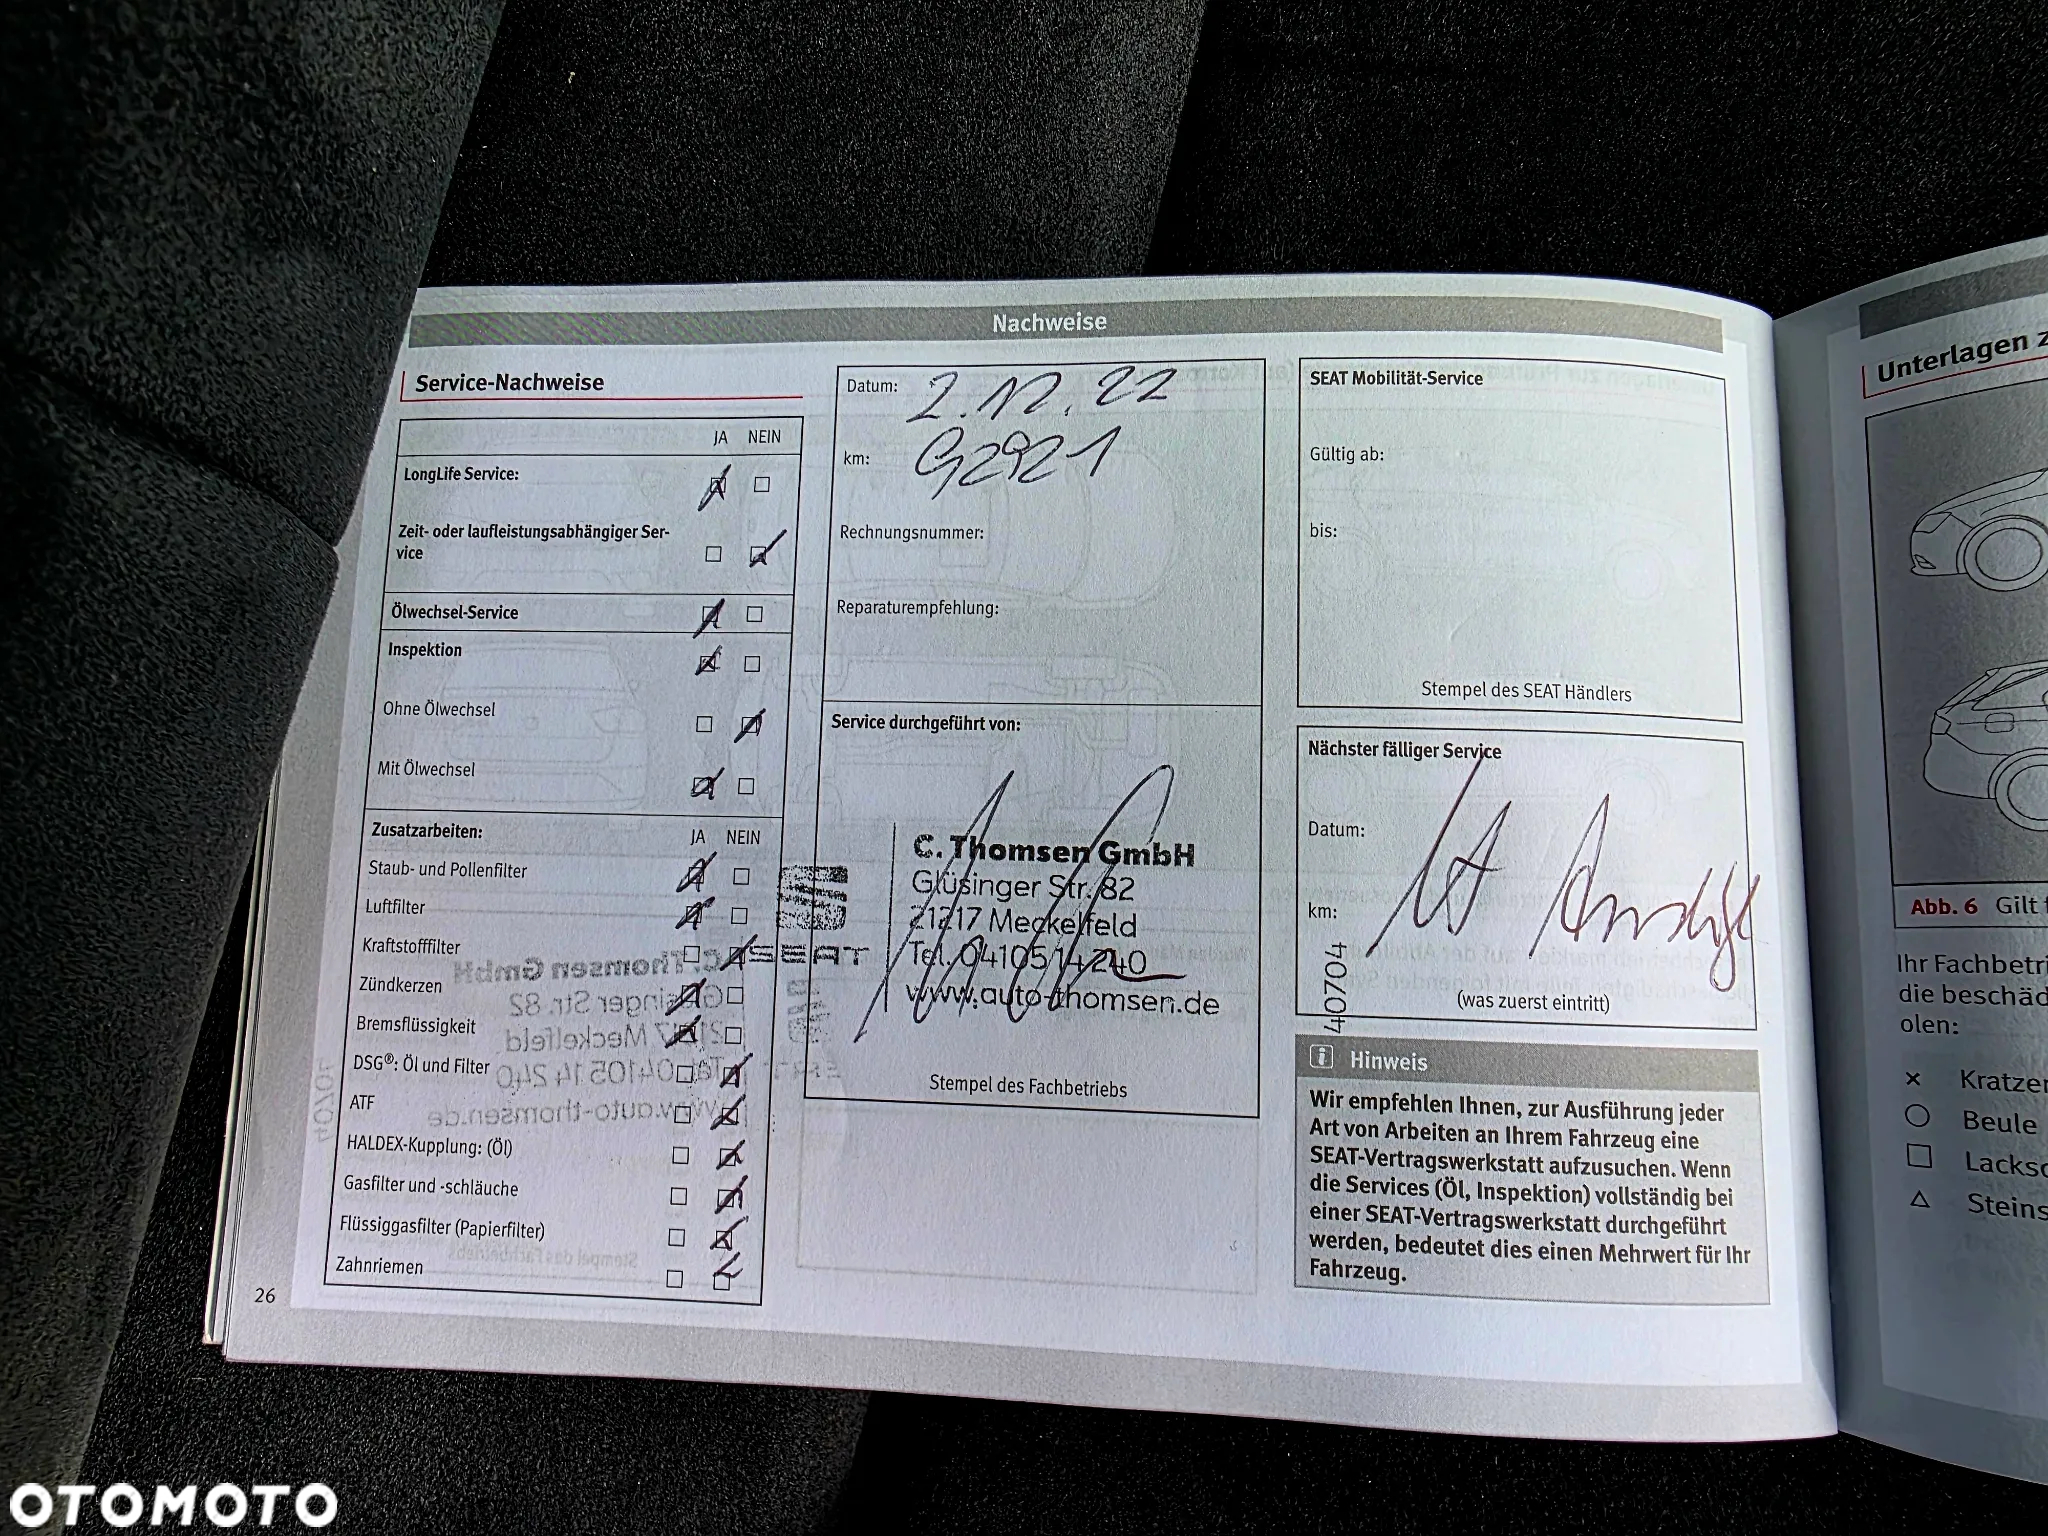 Nachweise
Service-Nachweise
JA NEIN
LongLife Service:
Zeit- oder laufleistungsabhängiger Ser-
vice
Ölwechsel-Service
Inspektion
Ohne Ölwechsel
Mit Ölwechsel
Zusatzarbeiten: JA NEIN
Staub- und Pollenfilter
Luftfilter
Kraftstofffilter
Zündkerzen
Bremsflüssigkeit
DSG®: Öl und Filter
ATF
HALDEX-Kupplung: (Öl)
Gasfilter und -schläuche
Flüssiggasfilter (Papierfilter)
Zahnriemen
26
Datum: 2.12.22
km: 92921
Rechnungsnummer:
Reparaturempfehlung:
Service durchgeführt von:
SEAT
C. Thomsen GmbH
Glüsinger Str. 82
21217 Meckelfeld
Tel. 04105/14 240
www.auto-thomsen.de
40704
Stempel des Fachbetriebs
SEAT Mobilität-Service
Gültig ab:
bis:
Stempel des SEAT Händlers
Nächster fälliger Service
Datum:
km:
(was zuerst eintritt)
Hinweis
Wir empfehlen Ihnen, zur Ausführung jeder
Art von Arbeiten an Ihrem Fahrzeug eine
SEAT-Vertragswerkstatt aufzusuchen. Wenn
die Services (Öl, Inspektion) vollständig bei
einer SEAT-Vertragswerkstatt durchgeführt
werden, bedeutet dies einen Mehrwert für Ihr
Fahrzeug.
Unterlagen z
Abb. 6 Gilt f
Ihr Fachbetri
die beschäd
olen:
× Kratzer
○ Beule
□ Lacksc
△ Steins
OTOMOTO